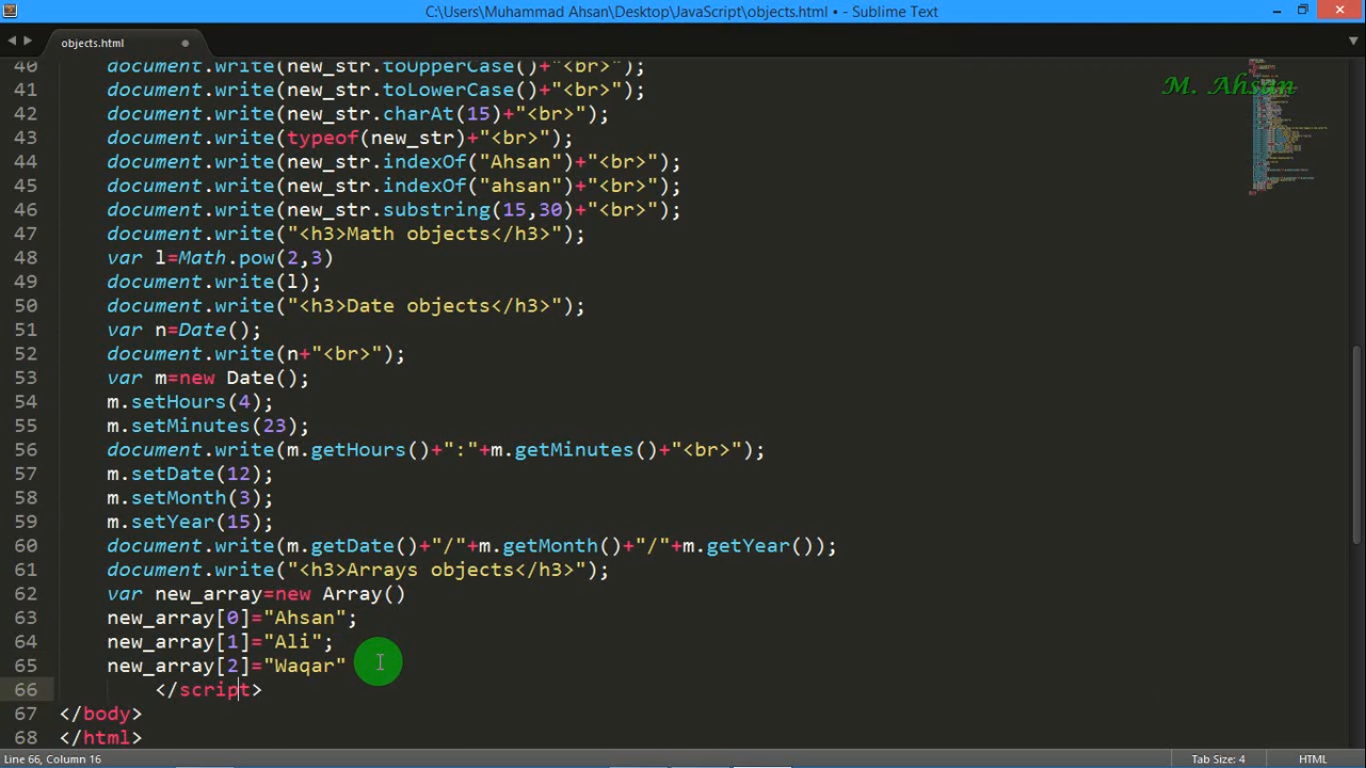 C:\Users\Muhammad Ahsan\Desktop\JavaScript\objects.html • - Sublime Text
objects.html
M. Ahsan
40 document.write(new_str.toUpperCase()+"<br>");
41 document.write(new_str.toLowerCase()+"<br>");
42 document.write(new_str.charAt(15)+"<br>");
43 document.write(typeof(new_str)+"<br>");
44 document.write(new_str.indexOf("Ahsan")+"<br>");
45 document.write(new_str.indexOf("ahsan")+"<br>");
46 document.write(new_str.substring(15,30)+"<br>");
47 document.write("<h3>Math objects</h3>");
48 var l=Math.pow(2,3)
49 document.write(l);
50 document.write("<h3>Date objects</h3>");
51 var n=Date();
52 document.write(n+"<br>");
53 var m=new Date();
54 m.setHours(4);
55 m.setMinutes(23);
56 document.write(m.getHours()+":"+m.getMinutes()+"<br>");
57 m.setDate(12);
58 m.setMonth(3);
59 m.setYear(15);
60 document.write(m.getDate()+"/"+m.getMonth()+"/"+m.getYear());
61 document.write("<h3>Arrays objects</h3>");
62 var new_array=new Array()
63 new_array[0]="Ahsan";
64 new_array[1]="Ali";
65 new_array[2]="Waqar"
66 </script>
67 </body>
68 </html>
Line 66, Column 16
Tab Size: 4
HTML